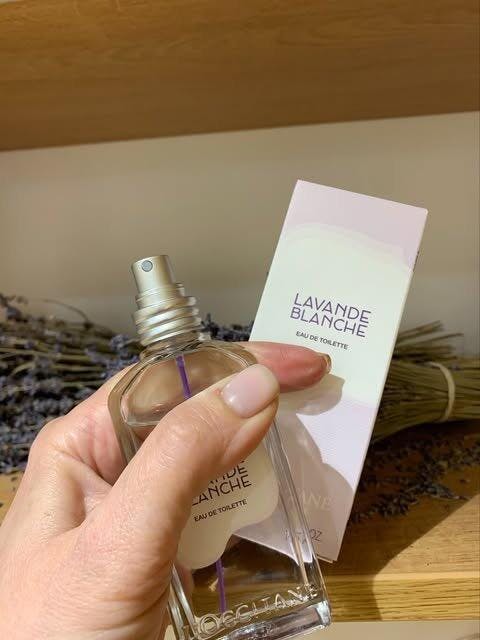 LAVANDE
BLANCHE
EAU DE TOILETTE
BLANCHE
EAU DE TOILETTE
L'OCCITANE